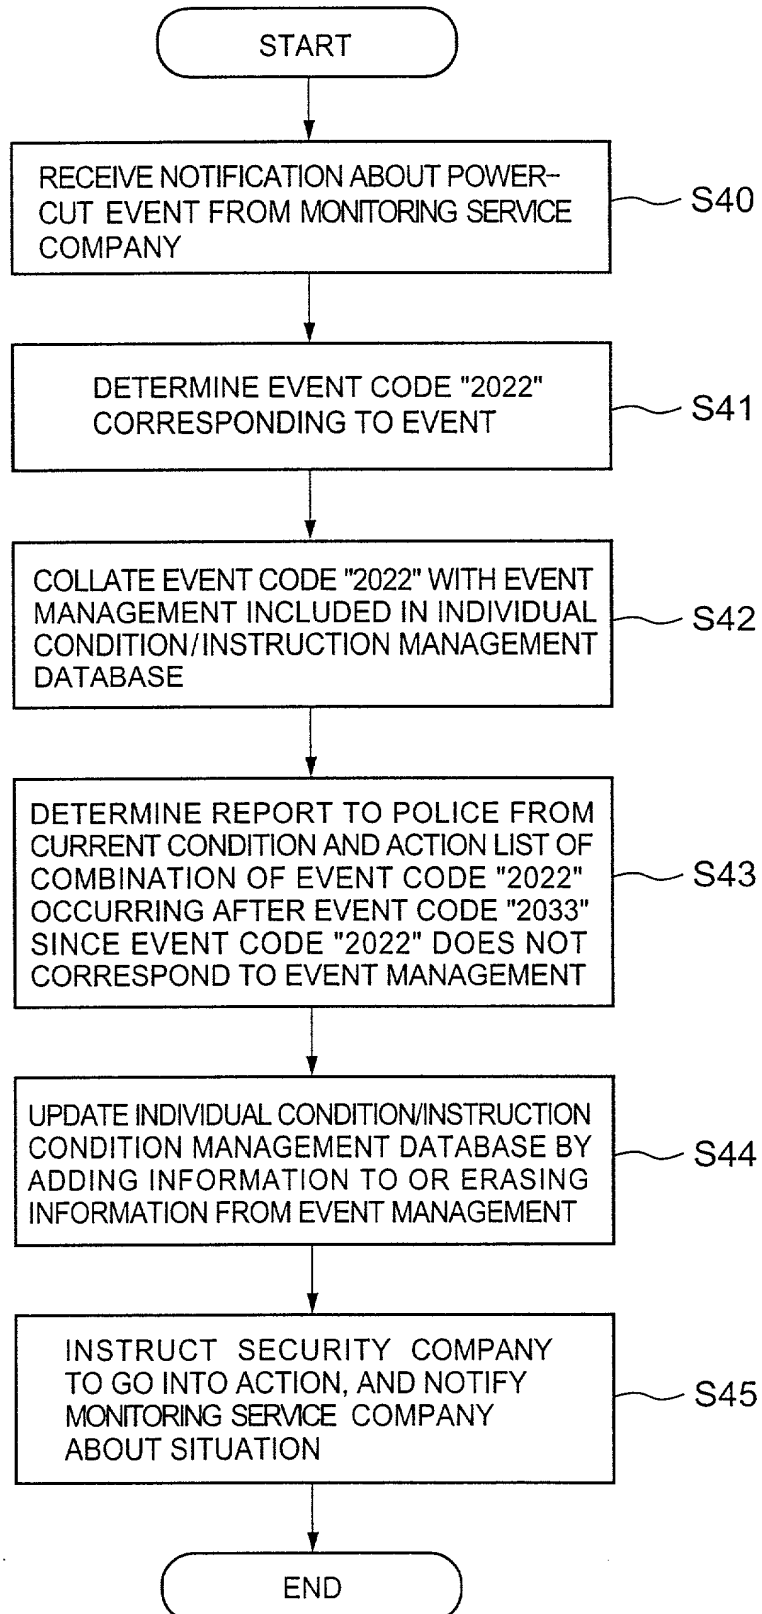 START
RECEIVE NOTIFICATION ABOUT POWER-
CUT EVENT FROM MONITORING SERVICE
COMPANY
S40
DETERMINE EVENT CODE "2022"
CORRESPONDING TO EVENT
S41
COLLATE EVENT CODE "2022" WITH EVENT
MANAGEMENT INCLUDED IN INDIVIDUAL
CONDITION/INSTRUCTION MANAGEMENT
DATABASE
S42
DETERMINE REPORT TO POLICE FROM
CURRENT CONDITION AND ACTION LIST OF
COMBINATION OF EVENT CODE "2022"
OCCURRING AFTER EVENT CODE "2033"
SINCE EVENT CODE "2022" DOES NOT
CORRESPOND TO EVENT MANAGEMENT
S43
UPDATE INDIVIDUAL CONDITION/INSTRUCTION
CONDITION MANAGEMENT DATABASE BY
ADDING INFORMATION TO OR ERASING
INFORMATION FROM EVENT MANAGEMENT
S44
INSTRUCT SECURITY COMPANY
TO GO INTO ACTION, AND NOTIFY
MONITORING SERVICE COMPANY
ABOUT SITUATION
S45
END